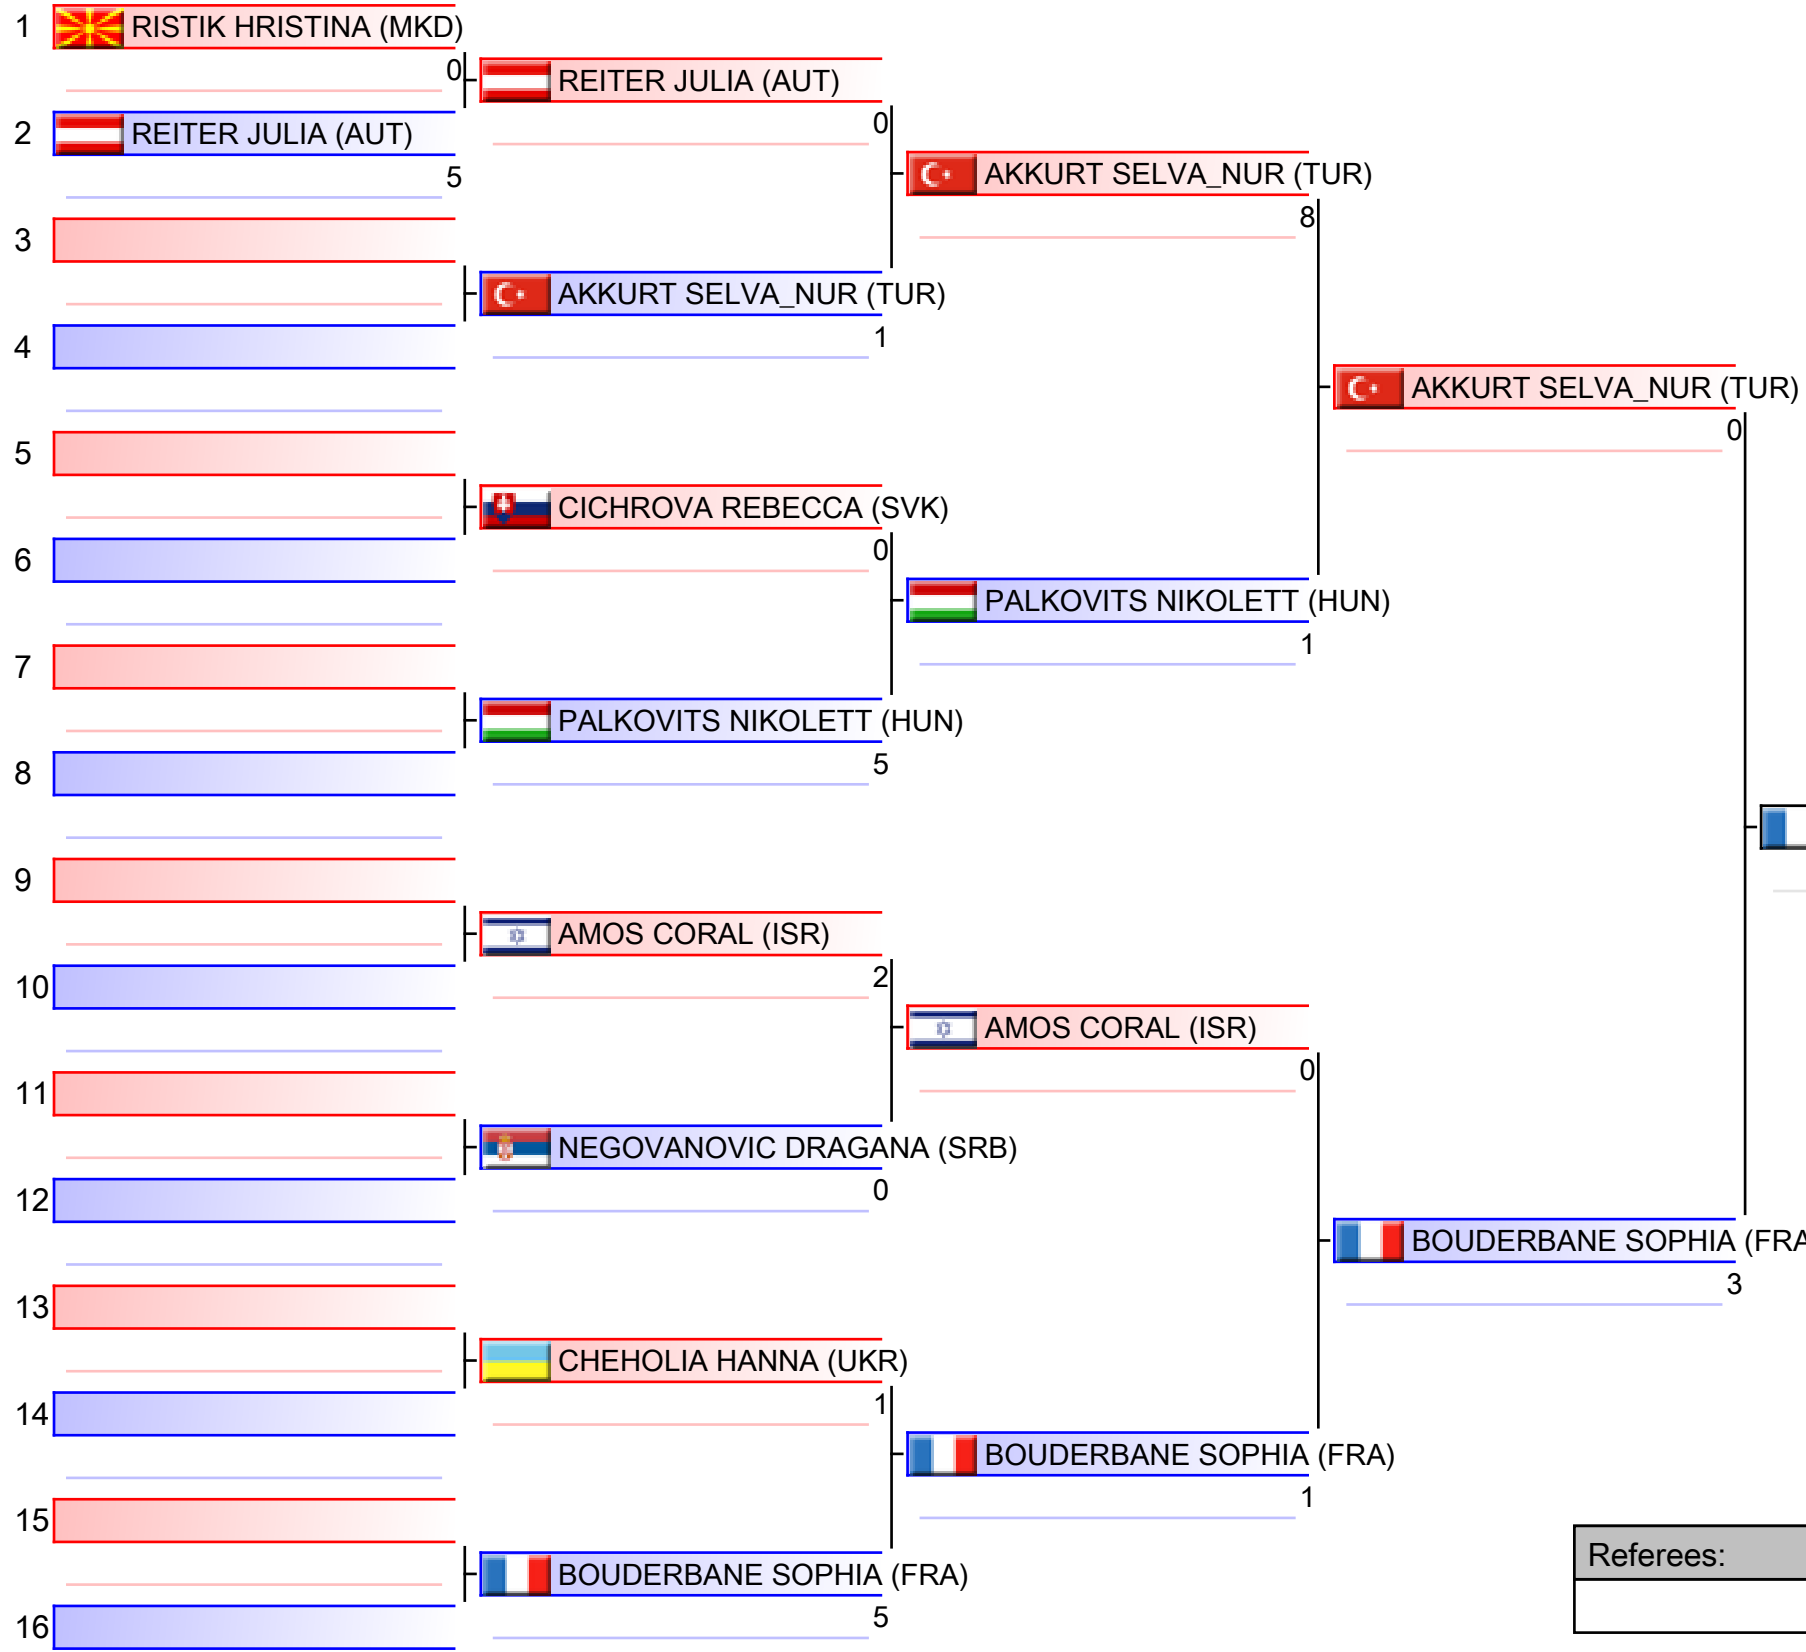 1 RISTIK HRISTINA (MKD)
0
REITER JULIA (AUT)
0
2 REITER JULIA (AUT)
5
AKKURT SELVA_NUR (TUR)
8
3
AKKURT SELVA_NUR (TUR)
1
4
AKKURT SELVA_NUR (TUR)
0
5
CICHROVA REBECCA (SVK)
0
6
PALKOVITS NIKOLETT (HUN)
1
7
PALKOVITS NIKOLETT (HUN)
5
8
9
AMOS CORAL (ISR)
2
10
AMOS CORAL (ISR)
0
11
NEGOVANOVIC DRAGANA (SRB)
0
12
BOUDERBANE SOPHIA (FRA
3
13
CHEHOLIA HANNA (UKR)
1
14
BOUDERBANE SOPHIA (FRA)
1
15
BOUDERBANE SOPHIA (FRA)
5
16
Referees: